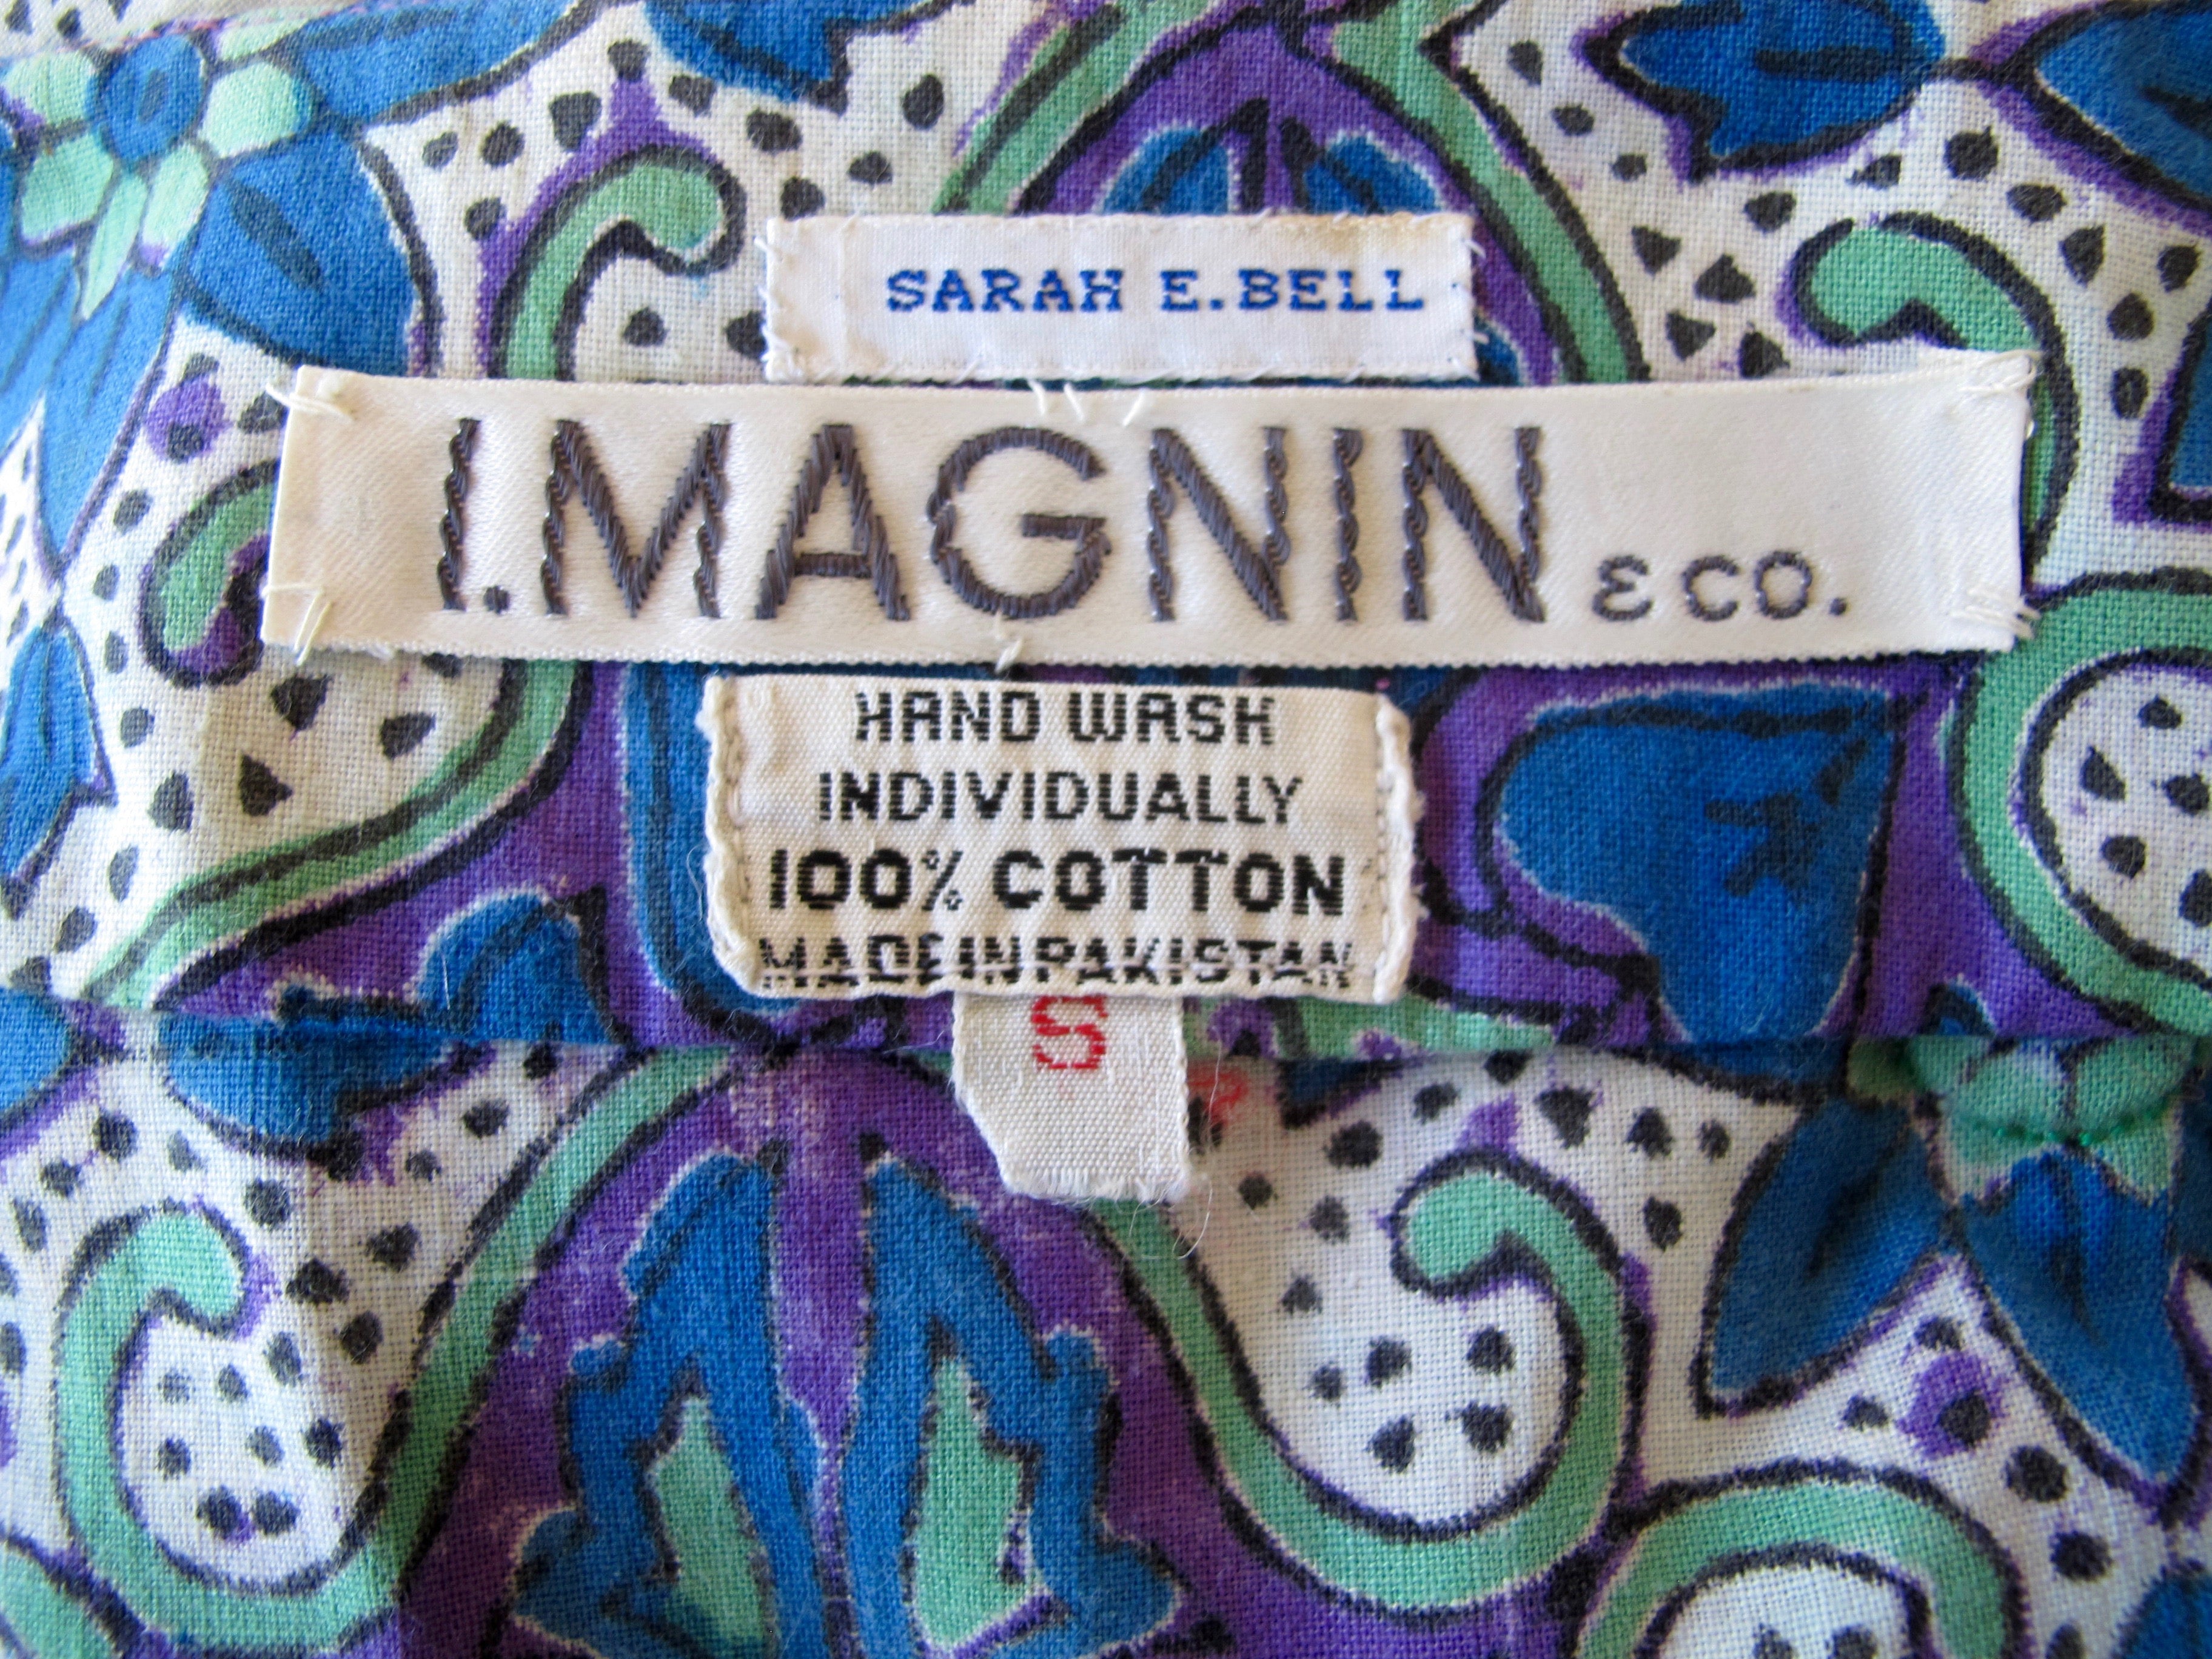 SARAH E. BELL
I. MAGNIN & CO.
HAND WASH
INDIVIDUALLY
100% COTTON
MADE IN PAKISTAN
S